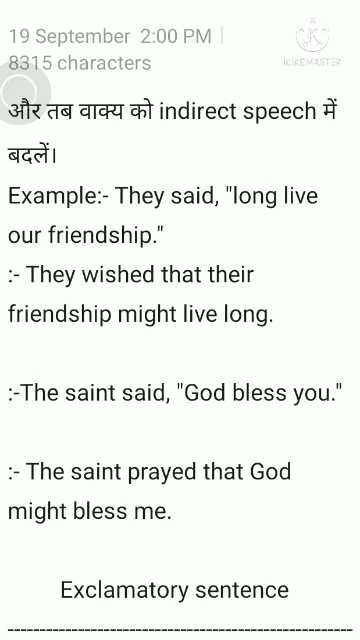 19 September 2:00 PM |
8315 characters
KINEMASTER
और तब वाक्य को indirect speech में
बदलें।
Example:- They said, "long live
our friendship."
:- They wished that their
friendship might live long.
:-The saint said, "God bless you."
:- The saint prayed that God
might bless me.
Exclamatory sentence
------------------------------------------------------